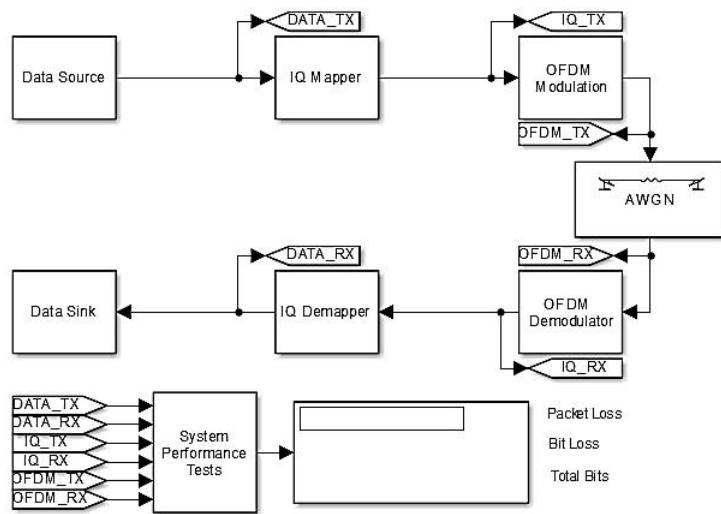 DATA_TX
IQ_TX
Data Source
IQ Mapper
OFDM
Modulation
OFDM_TX
AWGN
DATA_RX
OFDM_RX
Data Sink
IQ Demapper
OFDM
Demodulator
IQ_RX
DATA_TX
DATA_RX
IQ_TX
IQ_RX
OFDM_TX
OFDM_RX
System
Performance
Tests
Packet Loss
Bit Loss
Total Bits